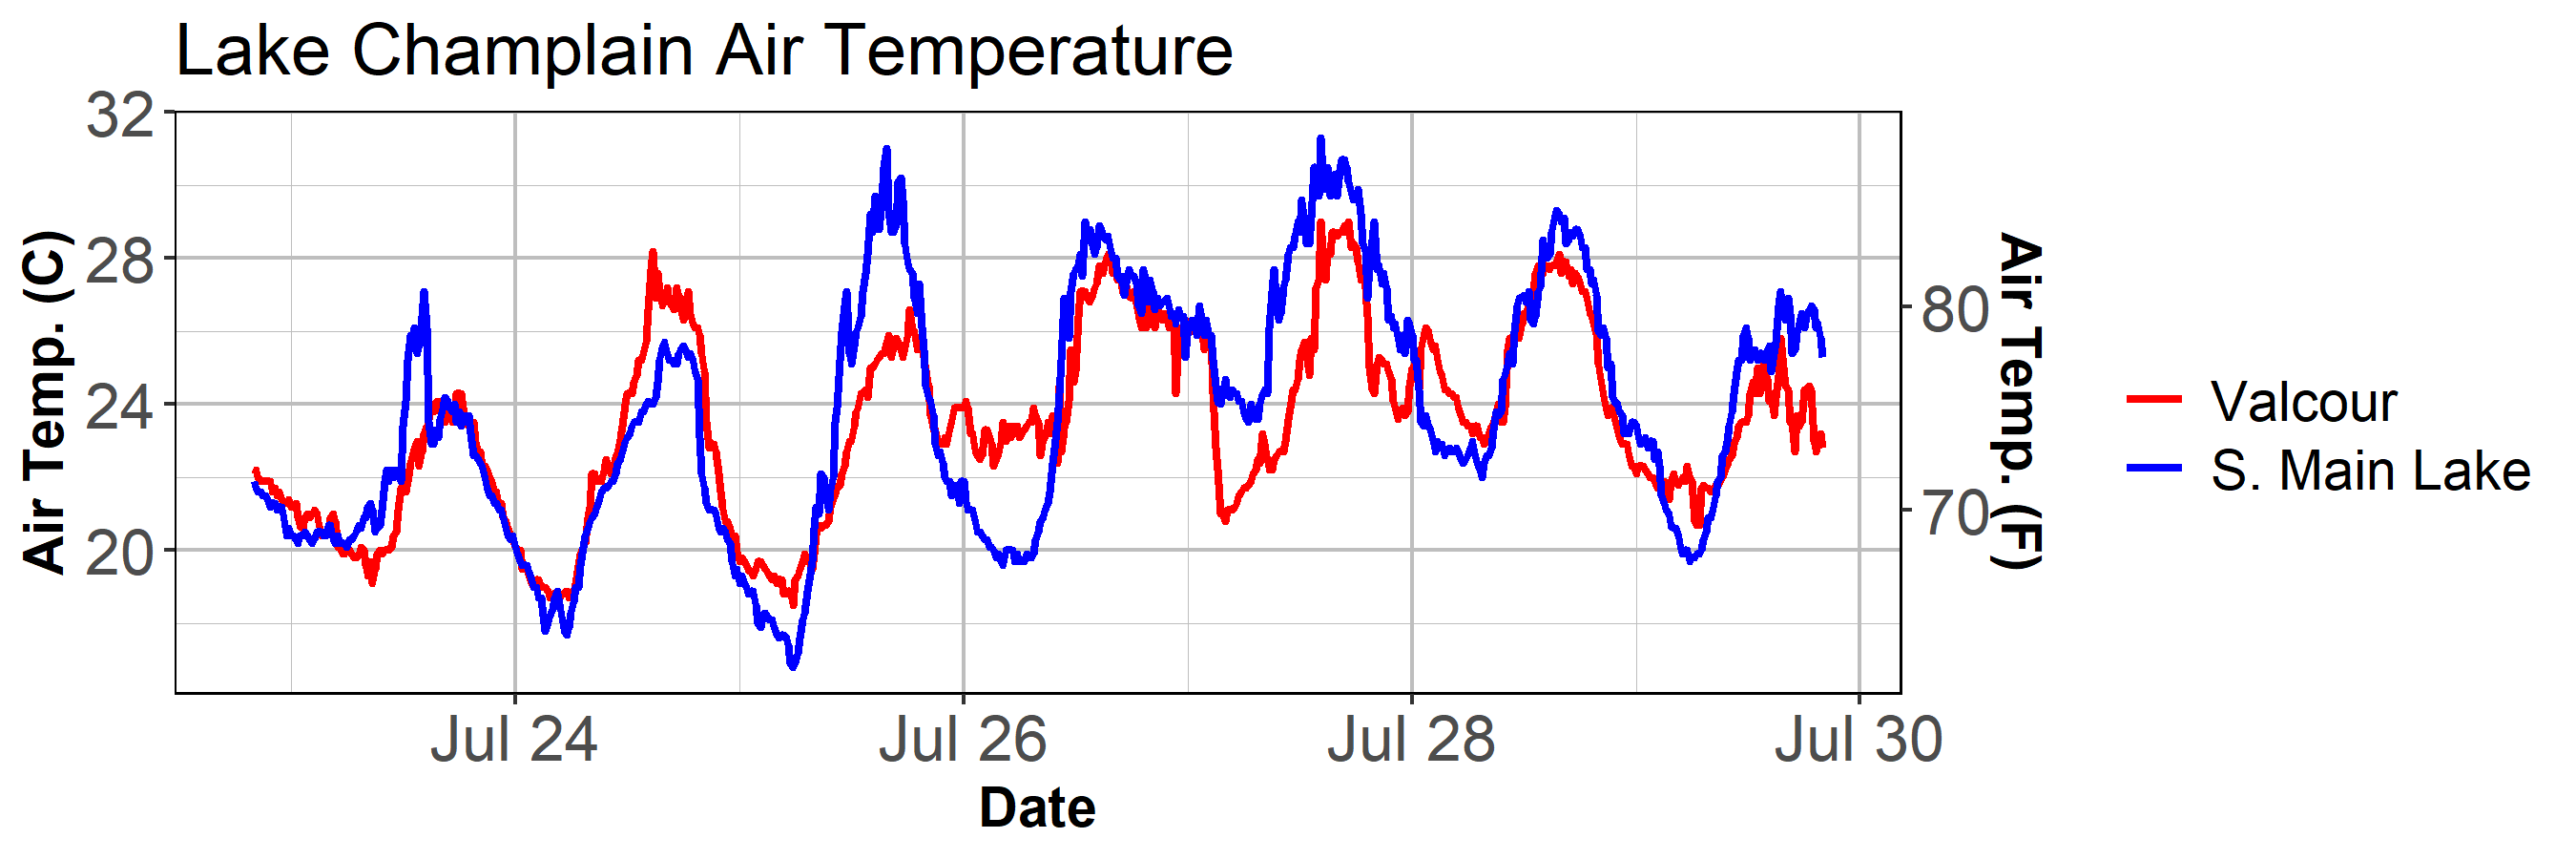 Lake Champlain Air Temperature
Air Temp. (C)
32
28
24
20
Air Temp. (F)
80
70
Jul 24
Jul 26
Jul 28
Jul 30
Date
Valcour
S. Main Lake